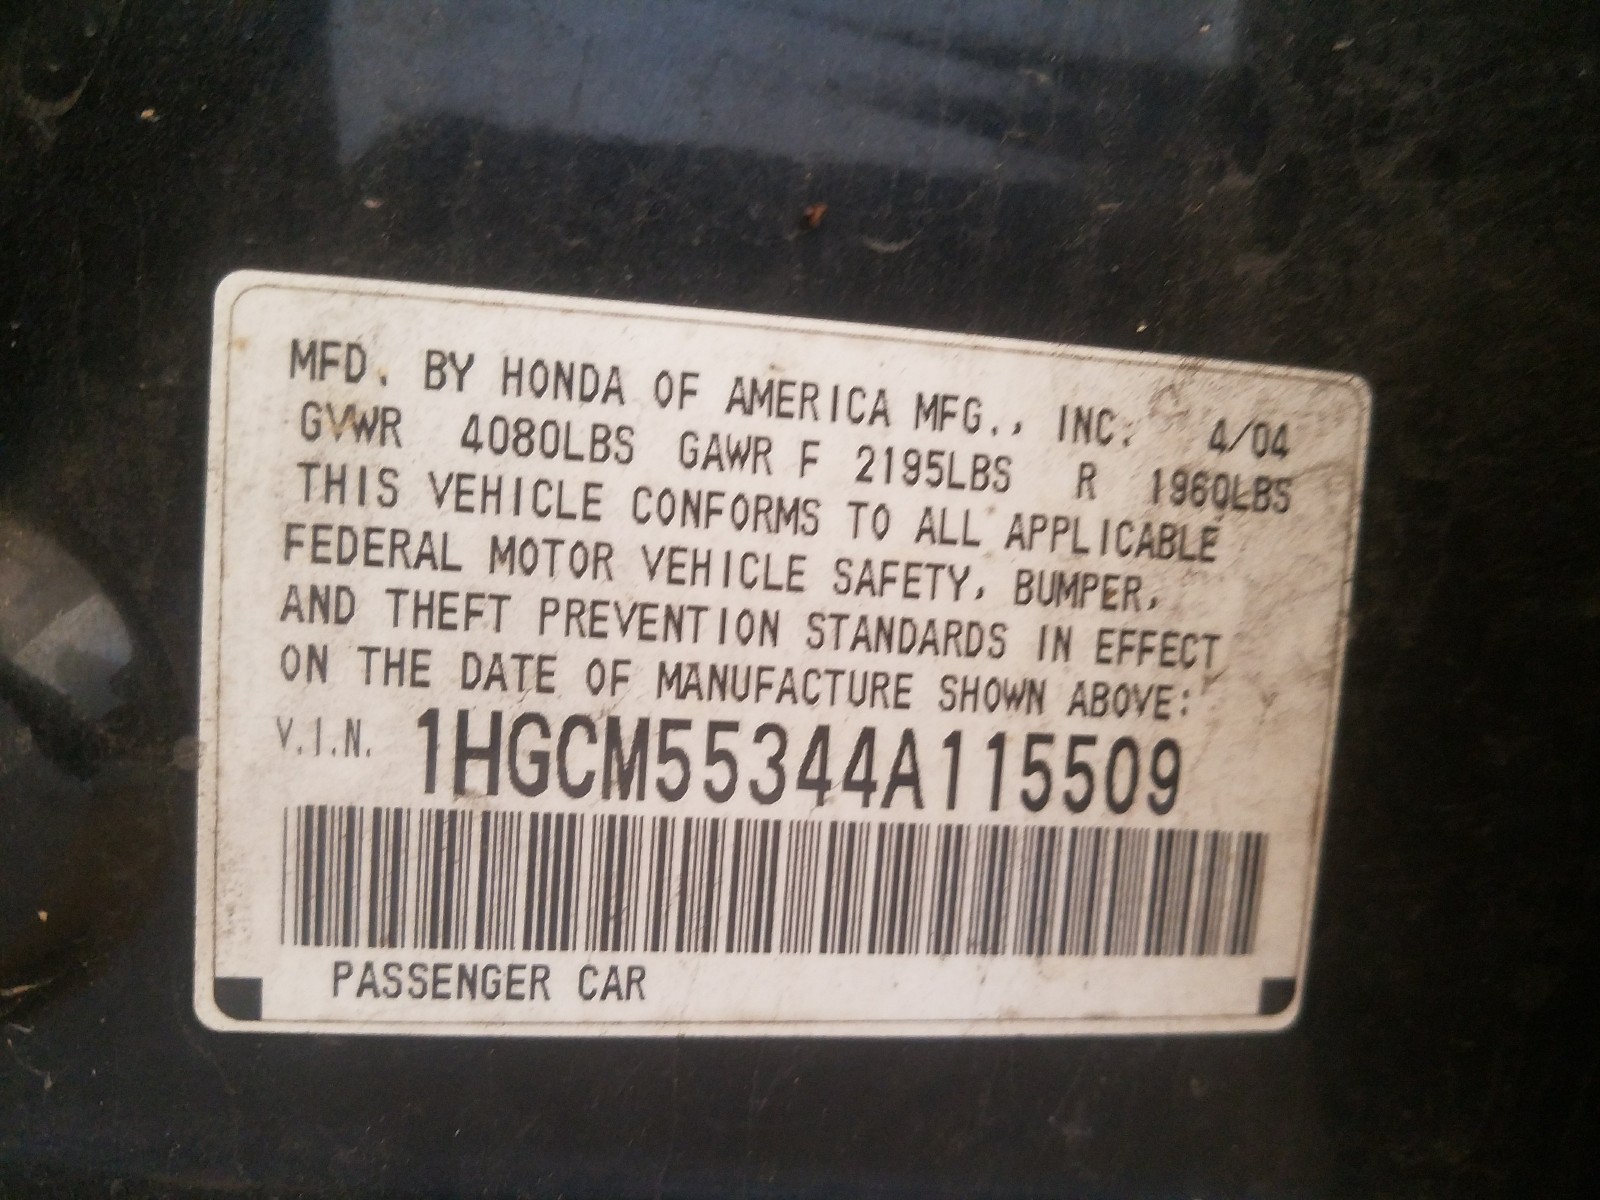 MFD. BY HONDA OF AMERICA MFG., INC. 4/04
GVWR 4080LBS GAWR F 2195LBS R 1960LBS
THIS VEHICLE CONFORMS TO ALL APPLICABLE
FEDERAL MOTOR VEHICLE SAFETY, BUMPER,
AND THEFT PREVENTION STANDARDS IN EFFECT
ON THE DATE OF MANUFACTURE SHOWN ABOVE:
V.I.N. 1HGCM55344A115509
PASSENGER CAR